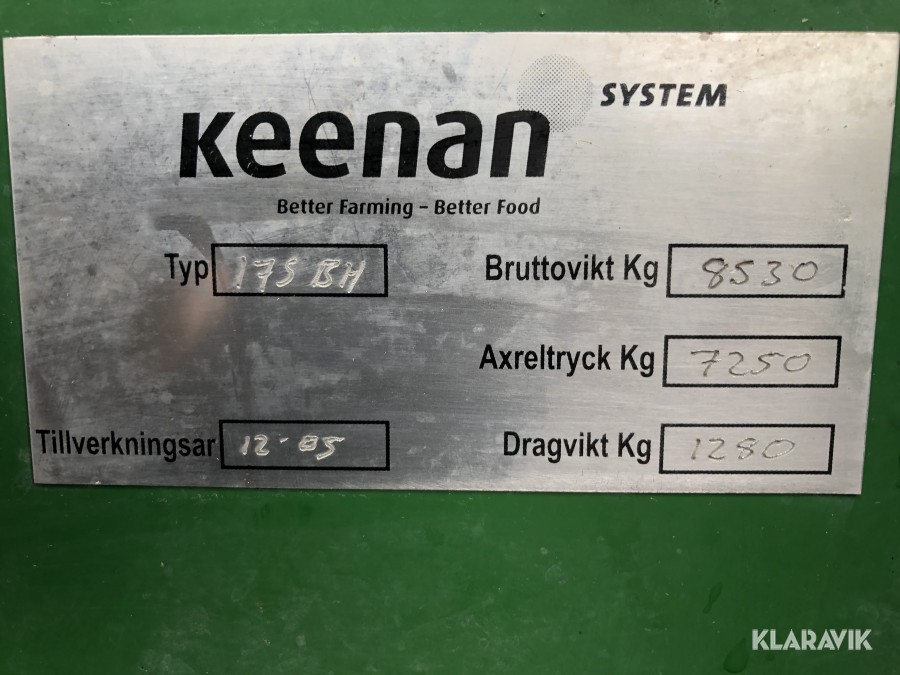 Keenan SYSTEM
Better Farming – Better Food
Typ 175 BH
Bruttovikt Kg 8530
Axreltryck Kg 7250
Tillverkningsar 12-05
Dragvikt Kg 1280
KLARAVIK